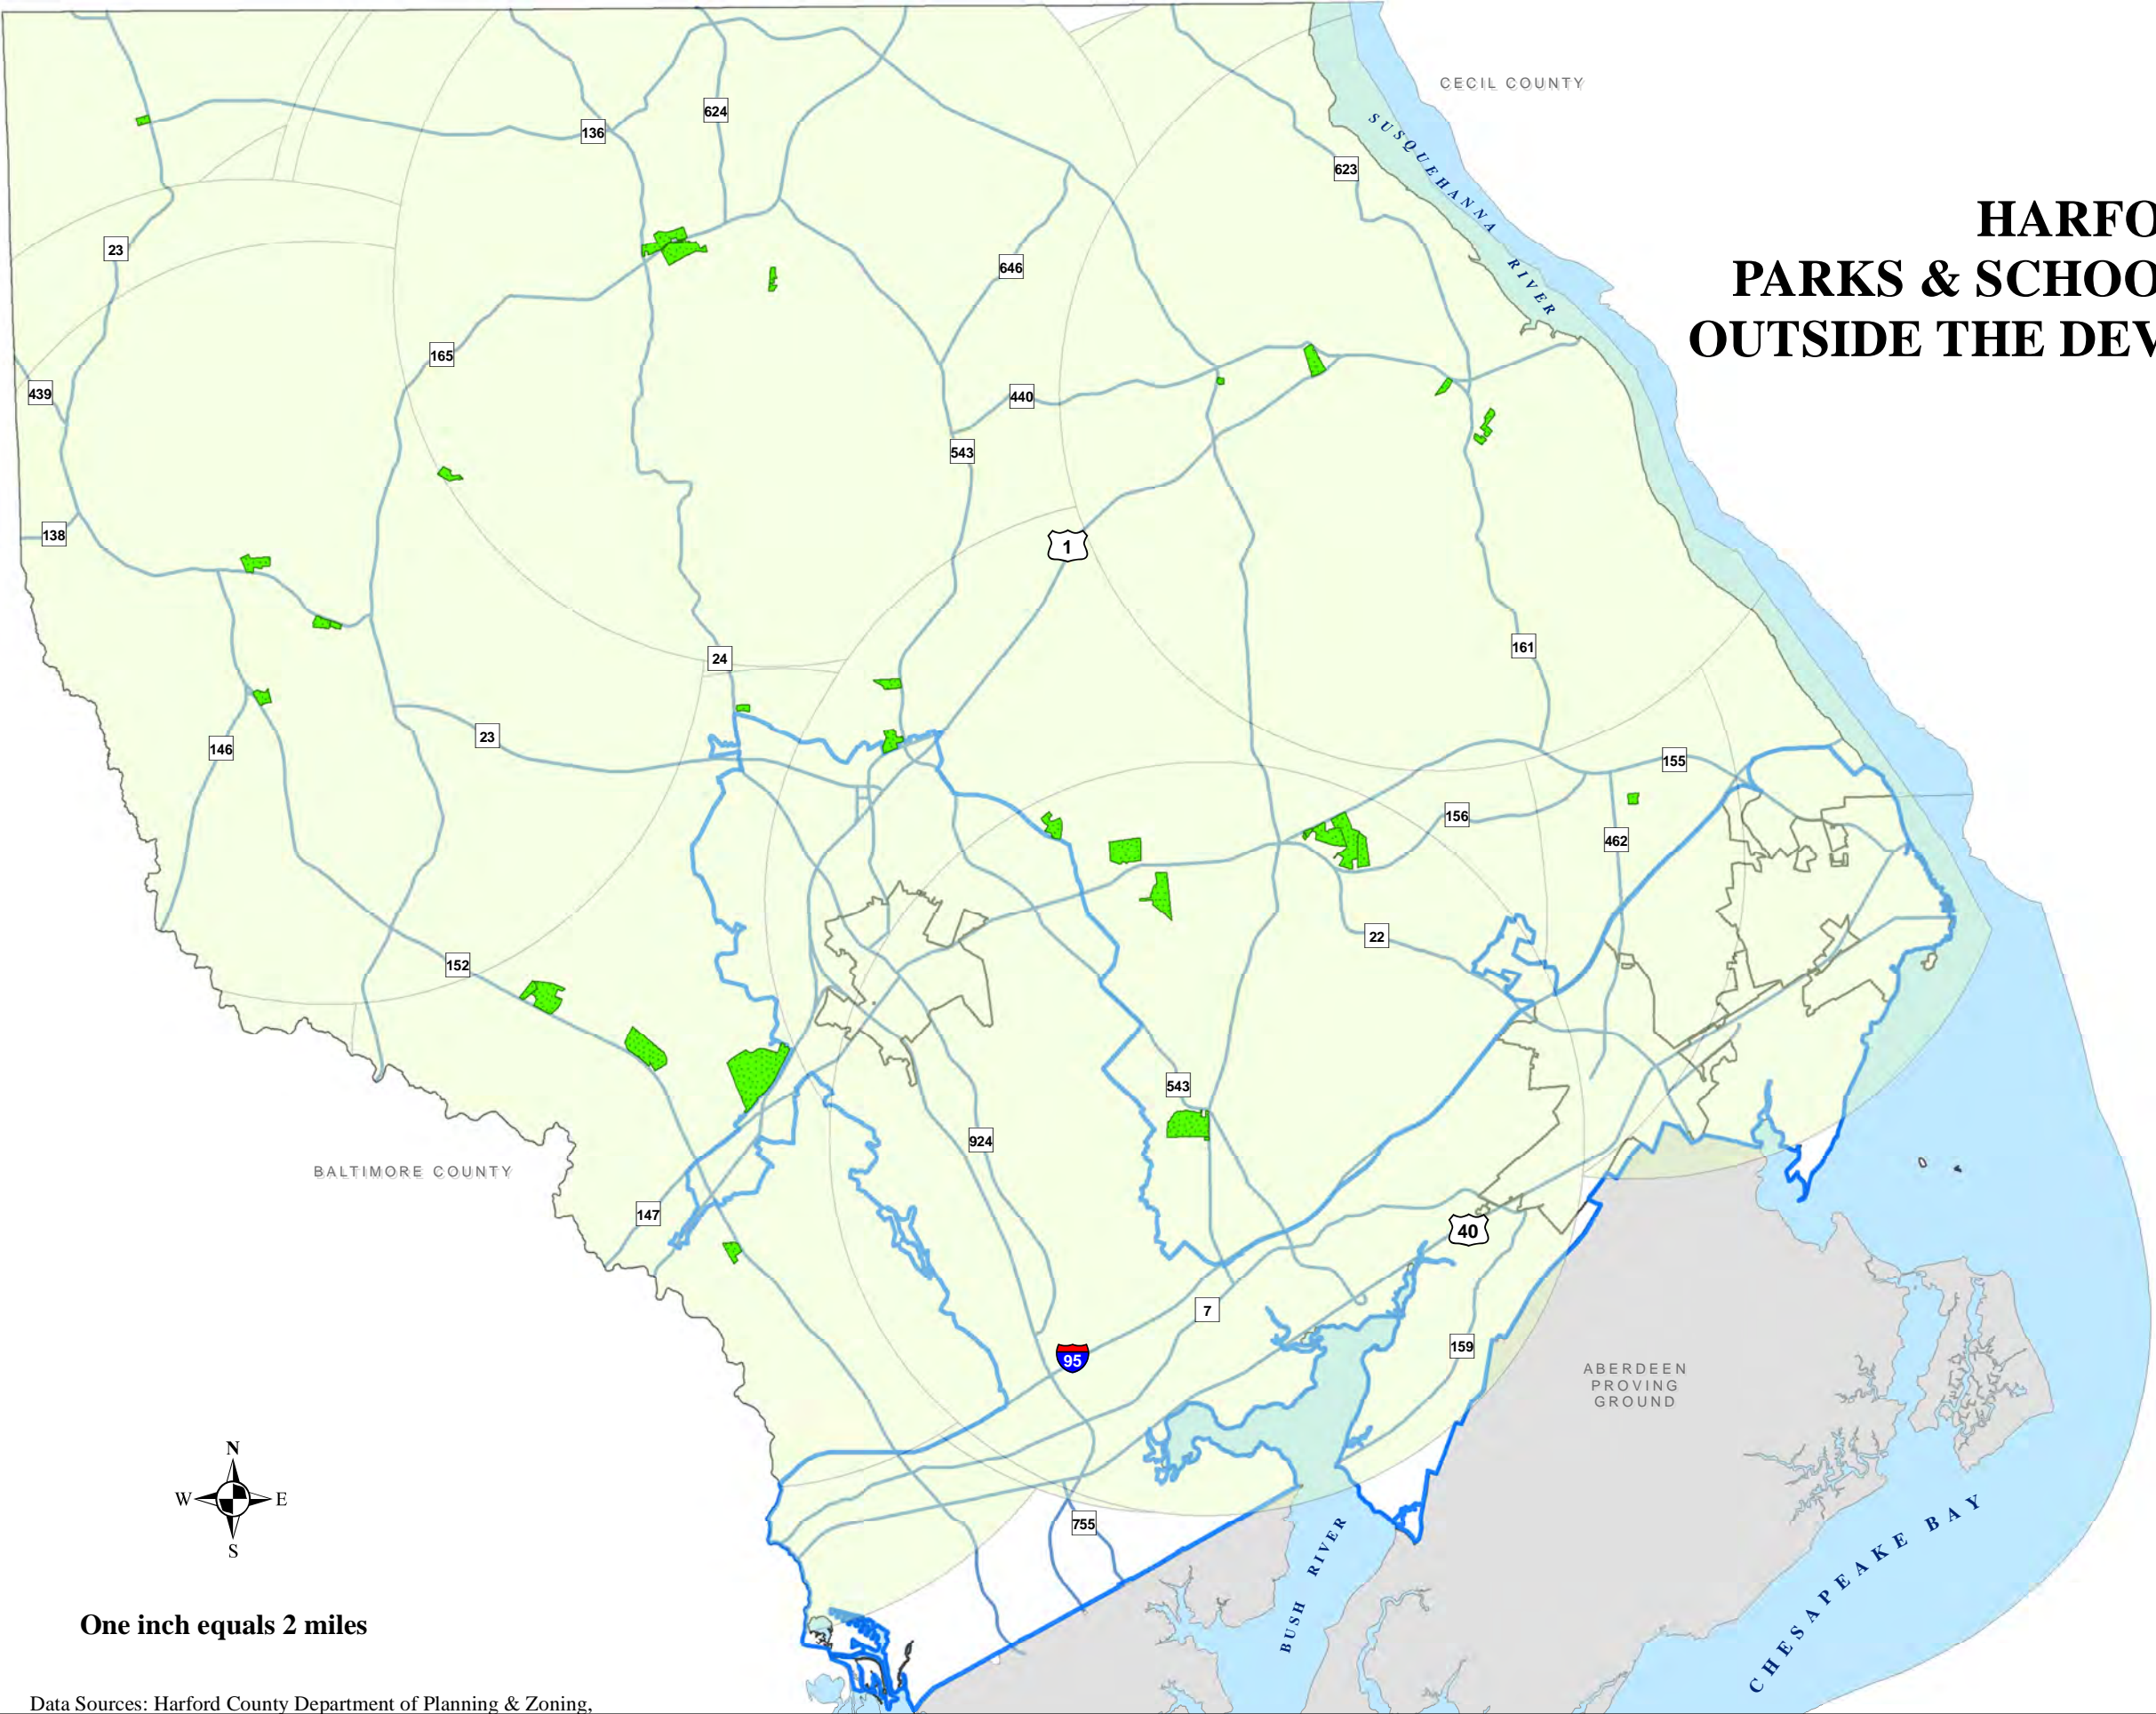 CECIL COUNTY
624
136
623
SUSQUEHANNA RIVER
HARFO
PARKS & SCHOO
OUTSIDE THE DEV
23
646
165
439
440
543
138
1
24
161
23
146
155
156
462
22
152
543
924
BALTIMORE COUNTY
147
40
7
159
95
ABERDEEN
PROVING
GROUND
N
W E
S
755
BUSH RIVER
CHESAPEAKE BAY
One inch equals 2 miles
Data Sources: Harford County Department of Planning & Zoning,